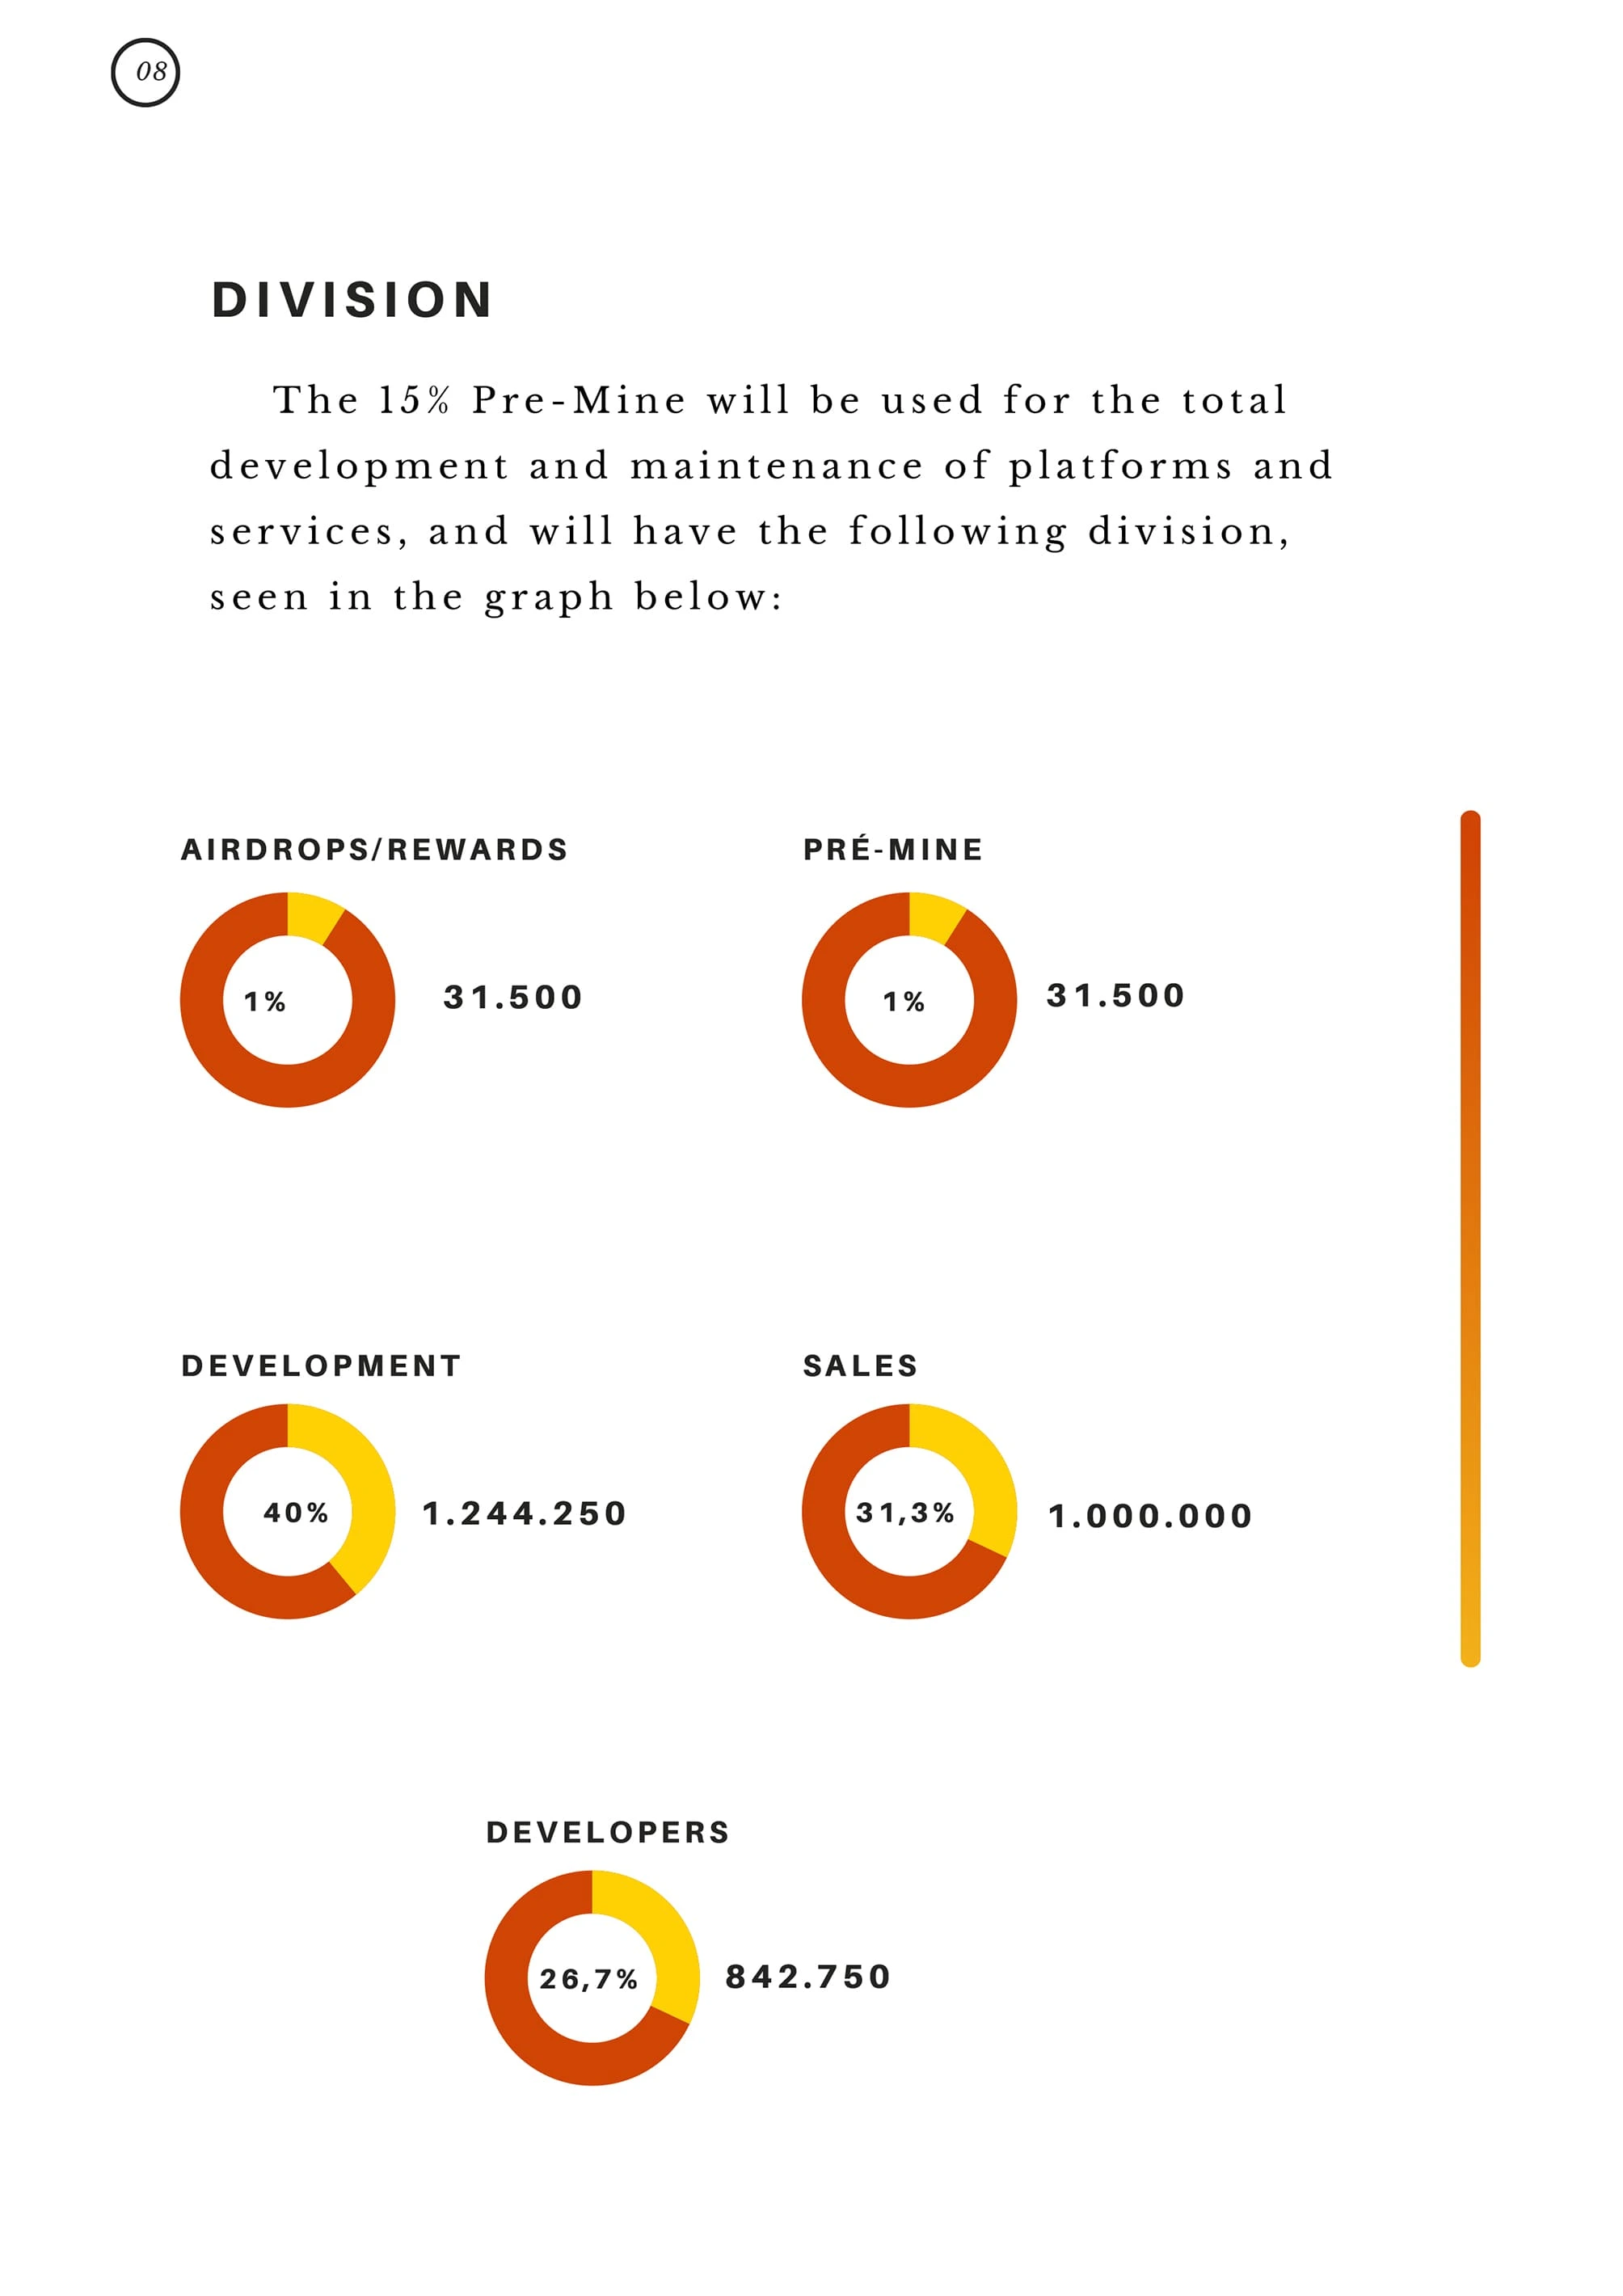 08
DIVISION
The 15% Pre-Mine will be used for the total
development and maintenance of platforms and
services, and will have the following division,
seen in the graph below:
AIRDROPS/REWARDS
1%
31.500
PRÉ-MINE
1%
31.500
DEVELOPMENT
40%
1.244.250
SALES
31,3%
1.000.000
DEVELOPERS
26,7%
842.750